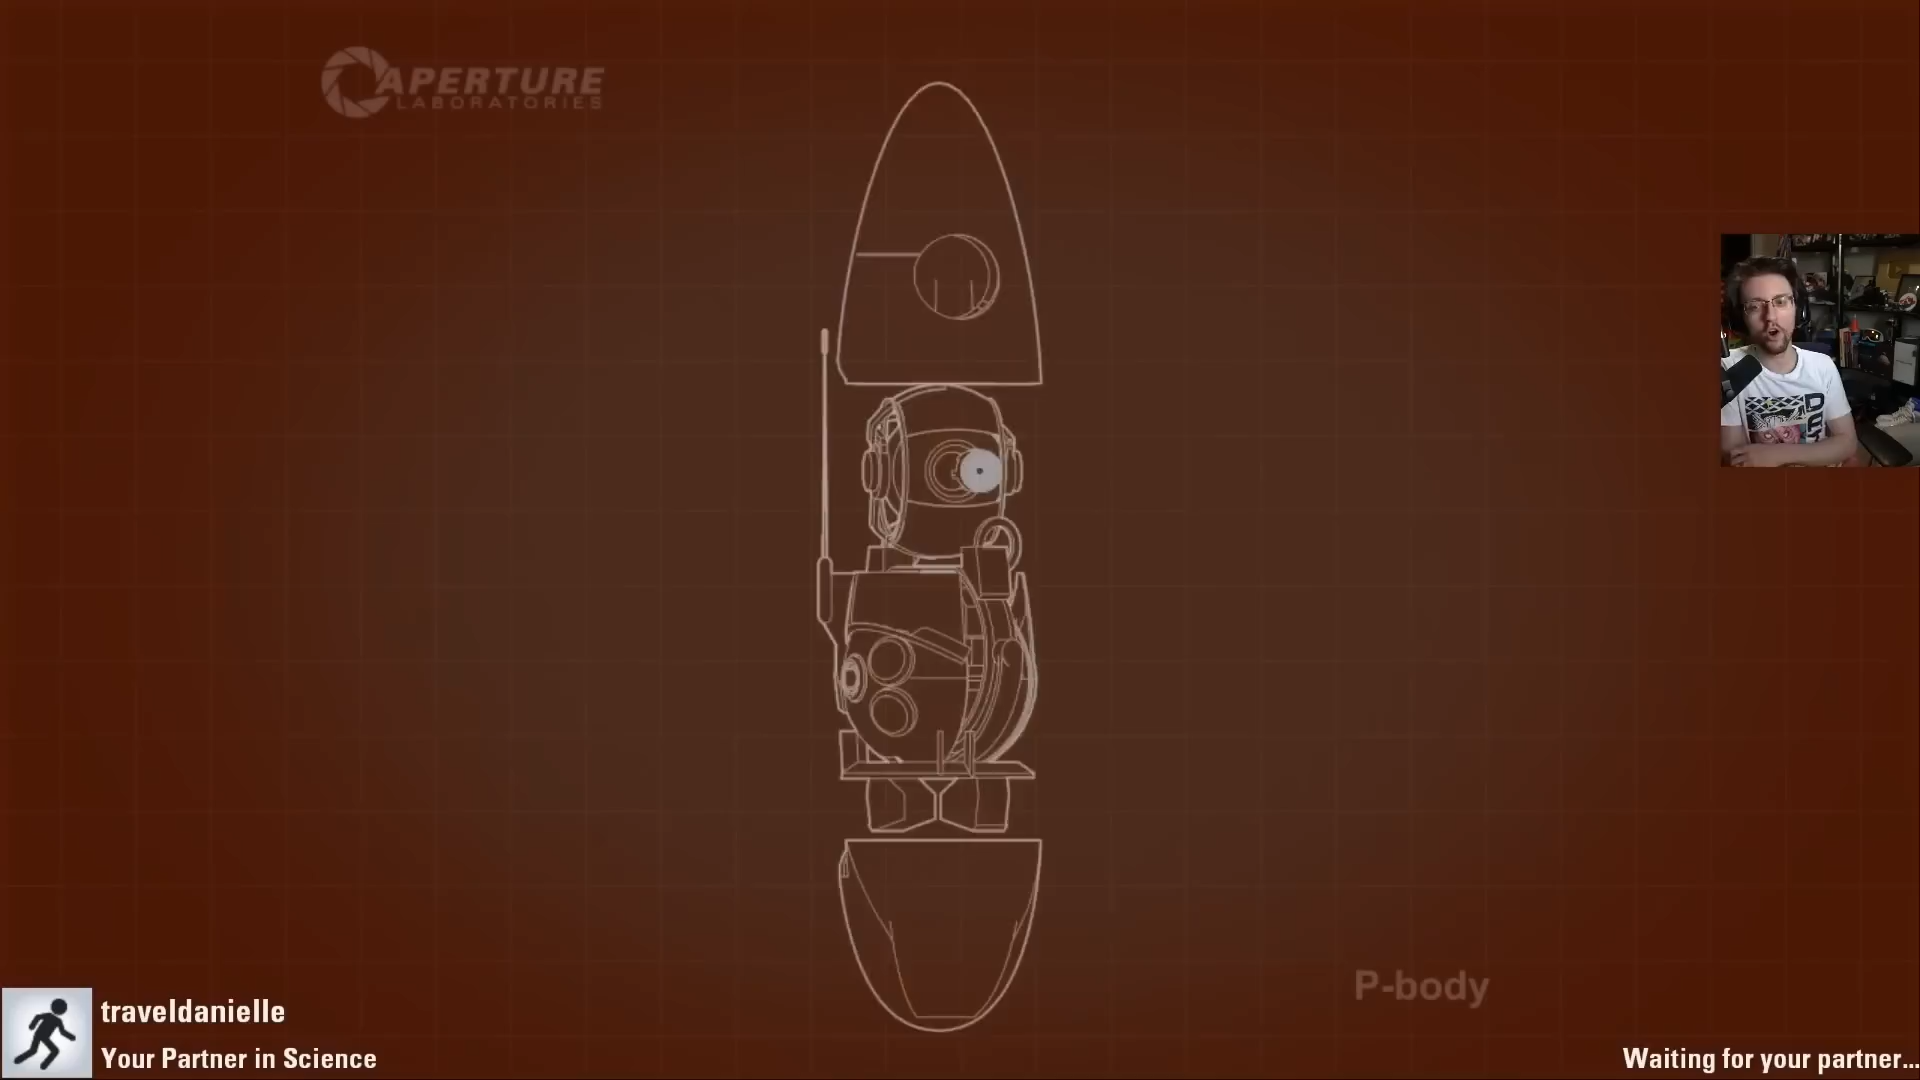 APERTURE
LABORATORIES
P-body
traveldanielle
Your Partner in Science
Waiting for your partner...